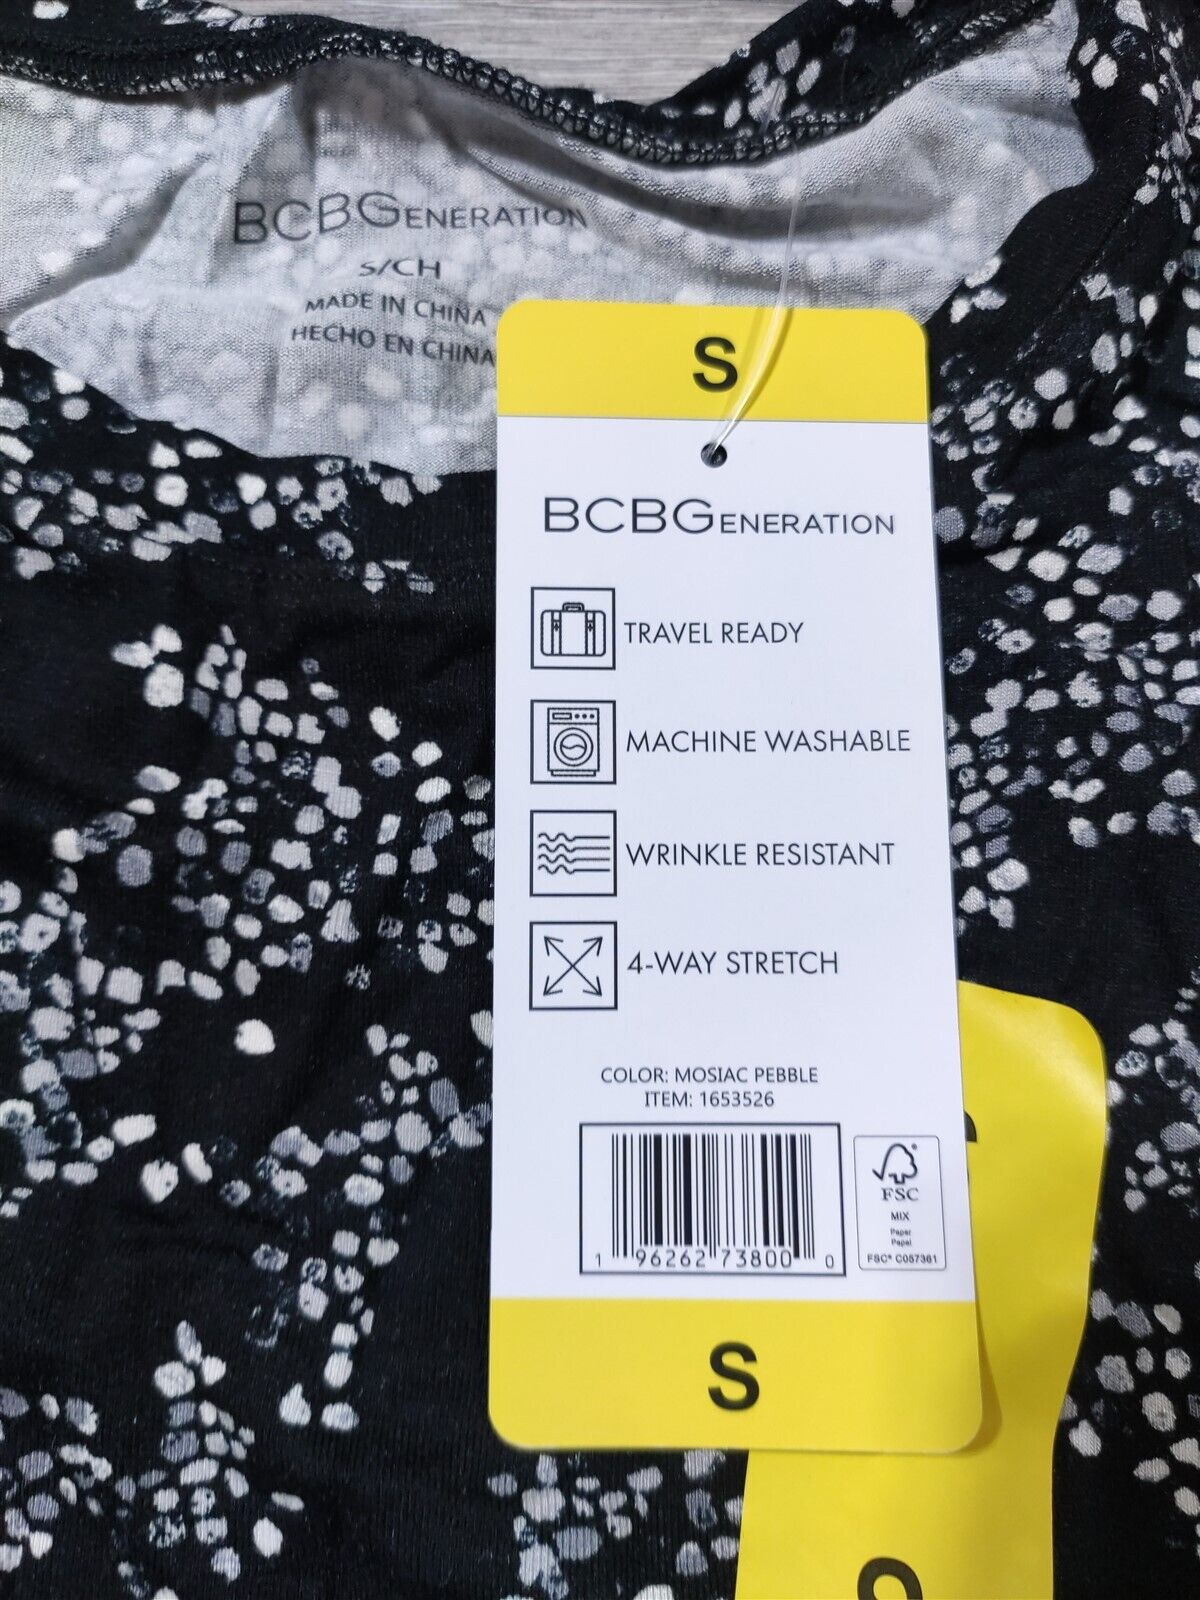 BCBGENERATION
S/CH
MADE IN CHINA
HECHO EN CHINA
S
BCBGENERATION
TRAVEL READY
MACHINE WASHABLE
WRINKLE RESISTANT
4-WAY STRETCH
COLOR: MOSIAC PEBBLE
ITEM: 1653526
1 96262 73800 0
FSC
MIX
Paper
Papel
FSC® C057361
S
S